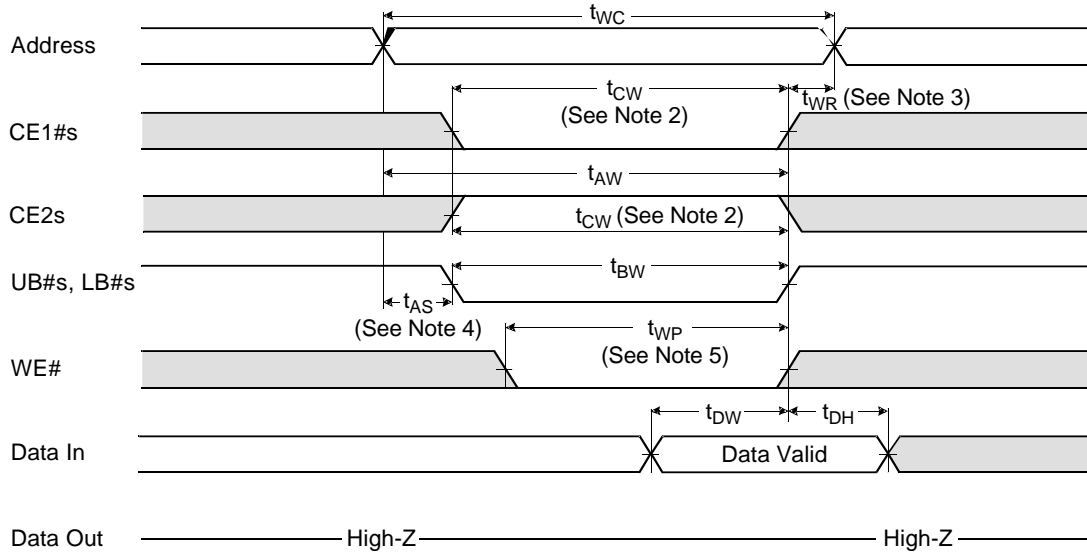 tWC
Address
tCW
(See Note 2)
tWR (See Note 3)
CE1#s
tAW
CE2s
tCW (See Note 2)
UB#s, LB#s
tBW
tAS
(See Note 4)
tWP
(See Note 5)
WE#
tDW
tDH
Data In
Data Valid
Data Out
High-Z
High-Z